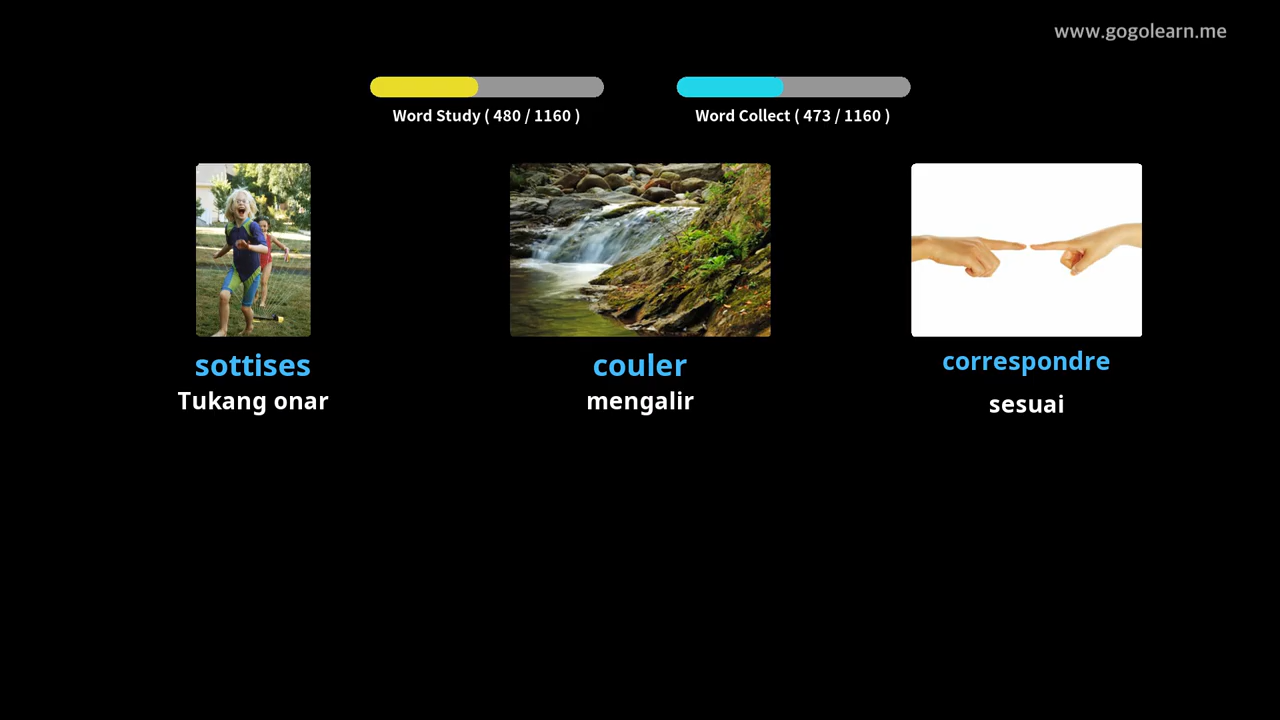 www.gogolearn.me
Word Study ( 480 / 1160 )
Word Collect ( 473 / 1160 )
sottises
Tukang onar
couler
mengalir
correspondre
sesuai